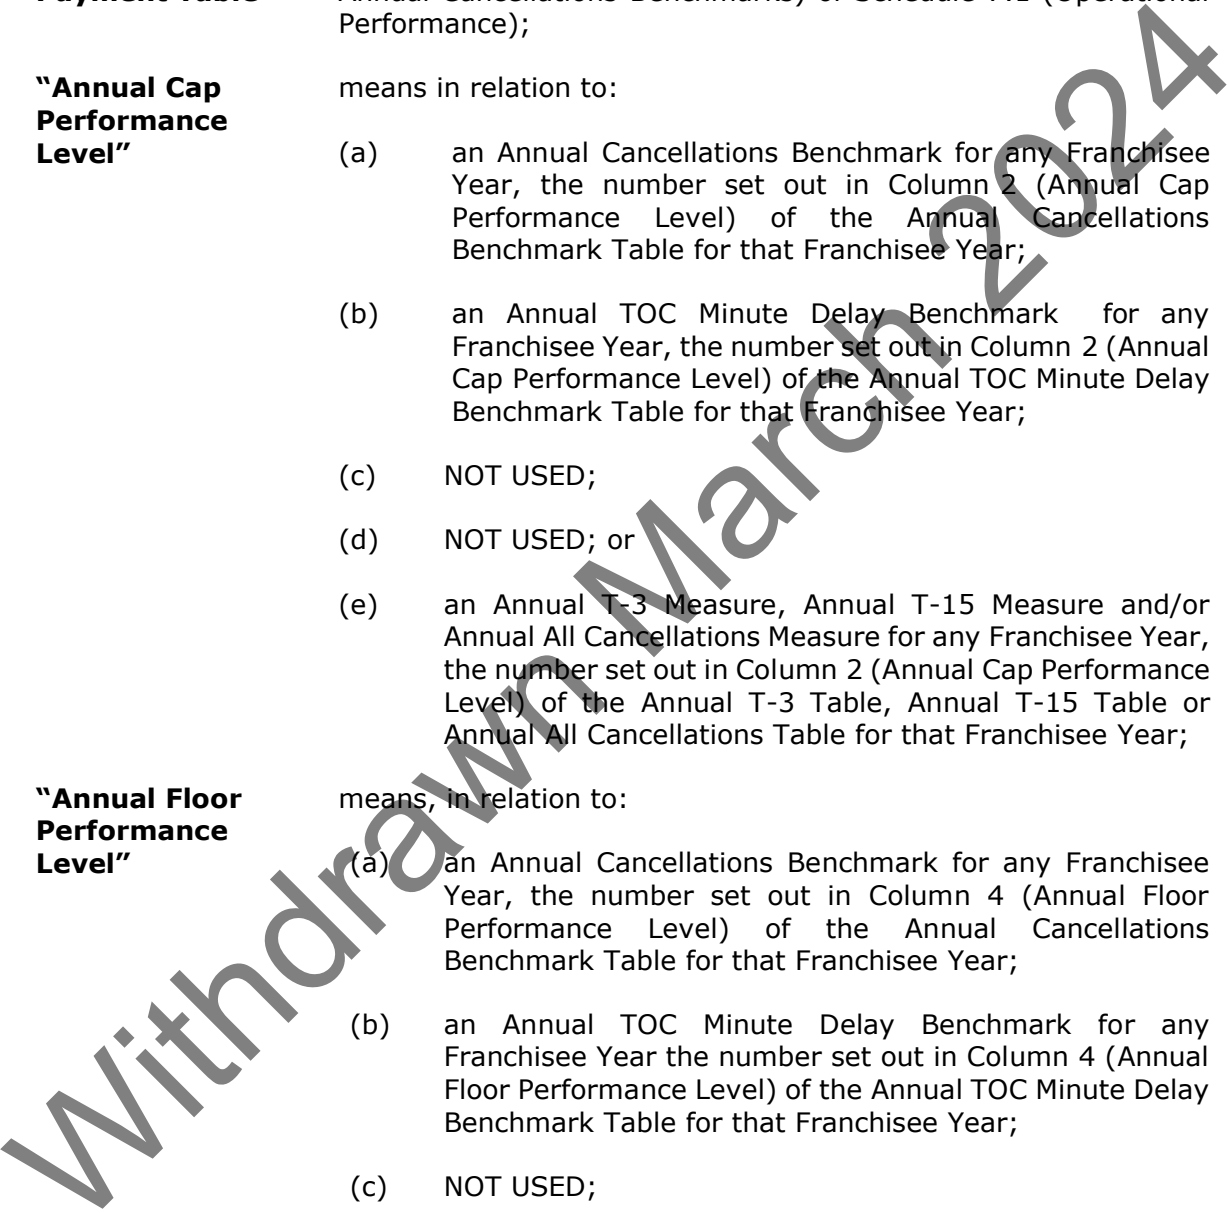 Payment Table" Annual Cancellations Benchmarks) of Schedule 7.1 (Operational
Performance);
"Annual Cap
Performance
Level"
means in relation to:
(a) an Annual Cancellations Benchmark for any Franchisee
Year, the number set out in Column 2 (Annual Cap
Performance Level) of the Annual Cancellations
Benchmark Table for that Franchisee Year;
(b) an Annual TOC Minute Delay Benchmark for any
Franchisee Year, the number set out in Column 2 (Annual
Cap Performance Level) of the Annual TOC Minute Delay
Benchmark Table for that Franchisee Year;
(c) NOT USED;
(d) NOT USED; or
(e) an Annual T-3 Measure, Annual T-15 Measure and/or
Annual All Cancellations Measure for any Franchisee Year,
the number set out in Column 2 (Annual Cap Performance
Level) of the Annual T-3 Table, Annual T-15 Table or
Annual All Cancellations Table for that Franchisee Year;
"Annual Floor
Performance
Level"
means, in relation to:
(a) an Annual Cancellations Benchmark for any Franchisee
Year, the number set out in Column 4 (Annual Floor
Performance Level) of the Annual Cancellations
Benchmark Table for that Franchisee Year;
(b) an Annual TOC Minute Delay Benchmark for any
Franchisee Year the number set out in Column 4 (Annual
Floor Performance Level) of the Annual TOC Minute Delay
Benchmark Table for that Franchisee Year;
(c) NOT USED;
Withdrawn March 2024